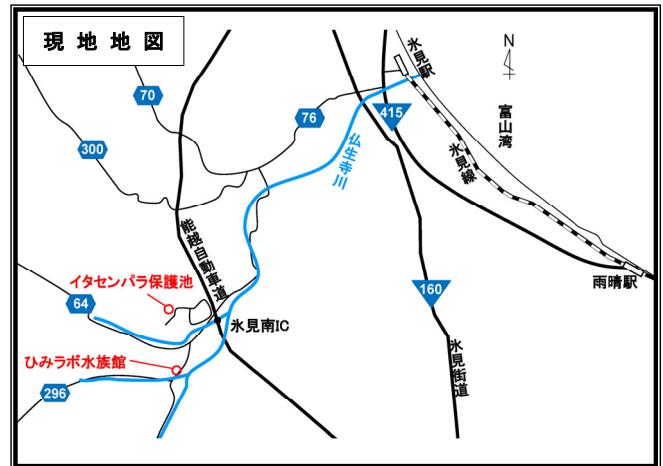 現地地図
N
氷見駅
70
415
76
富山湾
300
仏生寺川
氷見線
能越自動車道
雨晴駅
イタセンパラ保護池
160
64
氷見南IC
氷見街道
ひみラボ水族館
296